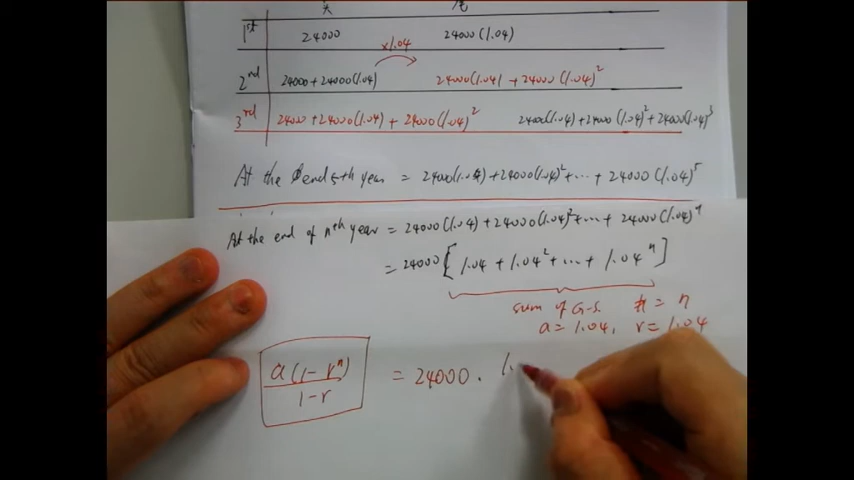 头 尾
1st 24000 24000(1.04)
×1.04
2rd 24000+24000(1.04) 24000(1.04) + 24000(1.04)²
3rd 24000 + 24000(1.04) + 24000(1.04)² 24000(1.04) + 24000(1.04)² + 24000(1.04)³
At the end 5th year = 24000(1.04) + 24000(1.04)² + ... + 24000(1.04)⁵
At the end of nth year = 24000(1.04) + 24000(1.04)² + ... + 24000(1.04)ⁿ
= 24000[1.04 + 1.04² + ... + 1.04ⁿ]
sum of G.S. # = n
a = 1.04, r = 1.04
a(1-rⁿ)/1-r = 24000 · 1.